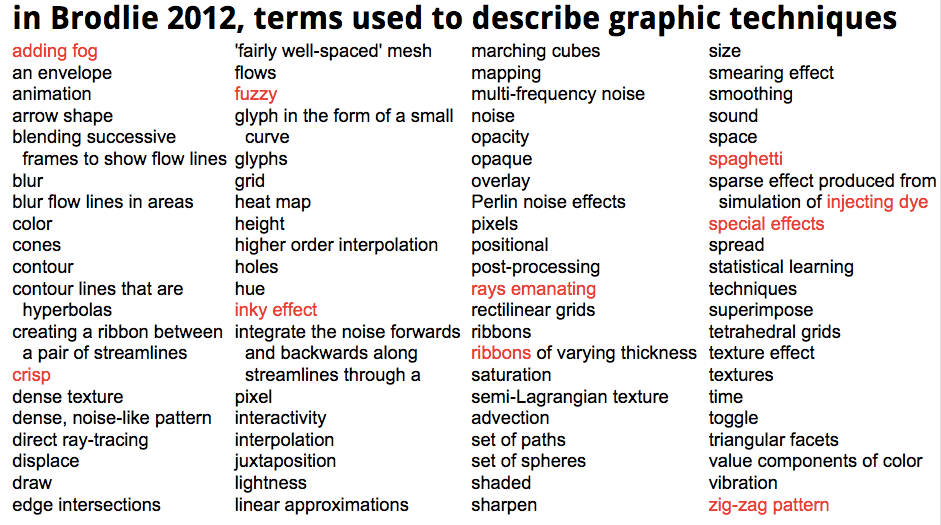 in Brodlie 2012, terms used to describe graphic techniques
adding fog
an envelope
animation
arrow shape
blending successive
frames to show flow lines
blur
blur flow lines in areas
color
cones
contour
contour lines that are
hyperbolas
creating a ribbon between
a pair of streamlines
crisp
dense texture
dense, noise-like pattern
direct ray-tracing
displace
draw
edge intersections
'fairly well-spaced' mesh
flows
fuzzy
glyph in the form of a small
curve
glyphs
grid
heat map
height
higher order interpolation
holes
hue
inky effect
integrate the noise forwards
and backwards along
streamlines through a
pixel
interactivity
interpolation
juxtaposition
lightness
linear approximations
marching cubes
mapping
multi-frequency noise
noise
opacity
opaque
overlay
Perlin noise effects
pixels
positional
post-processing
rays emanating
rectilinear grids
ribbons
ribbons of varying thickness
saturation
semi-Lagrangian texture
advection
set of paths
set of spheres
shaded
sharpen
size
smearing effect
smoothing
sound
space
spaghetti
sparse effect produced from
simulation of injecting dye
special effects
spread
statistical learning
techniques
superimpose
tetrahedral grids
texture effect
textures
time
toggle
triangular facets
value components of color
vibration
zig-zag pattern